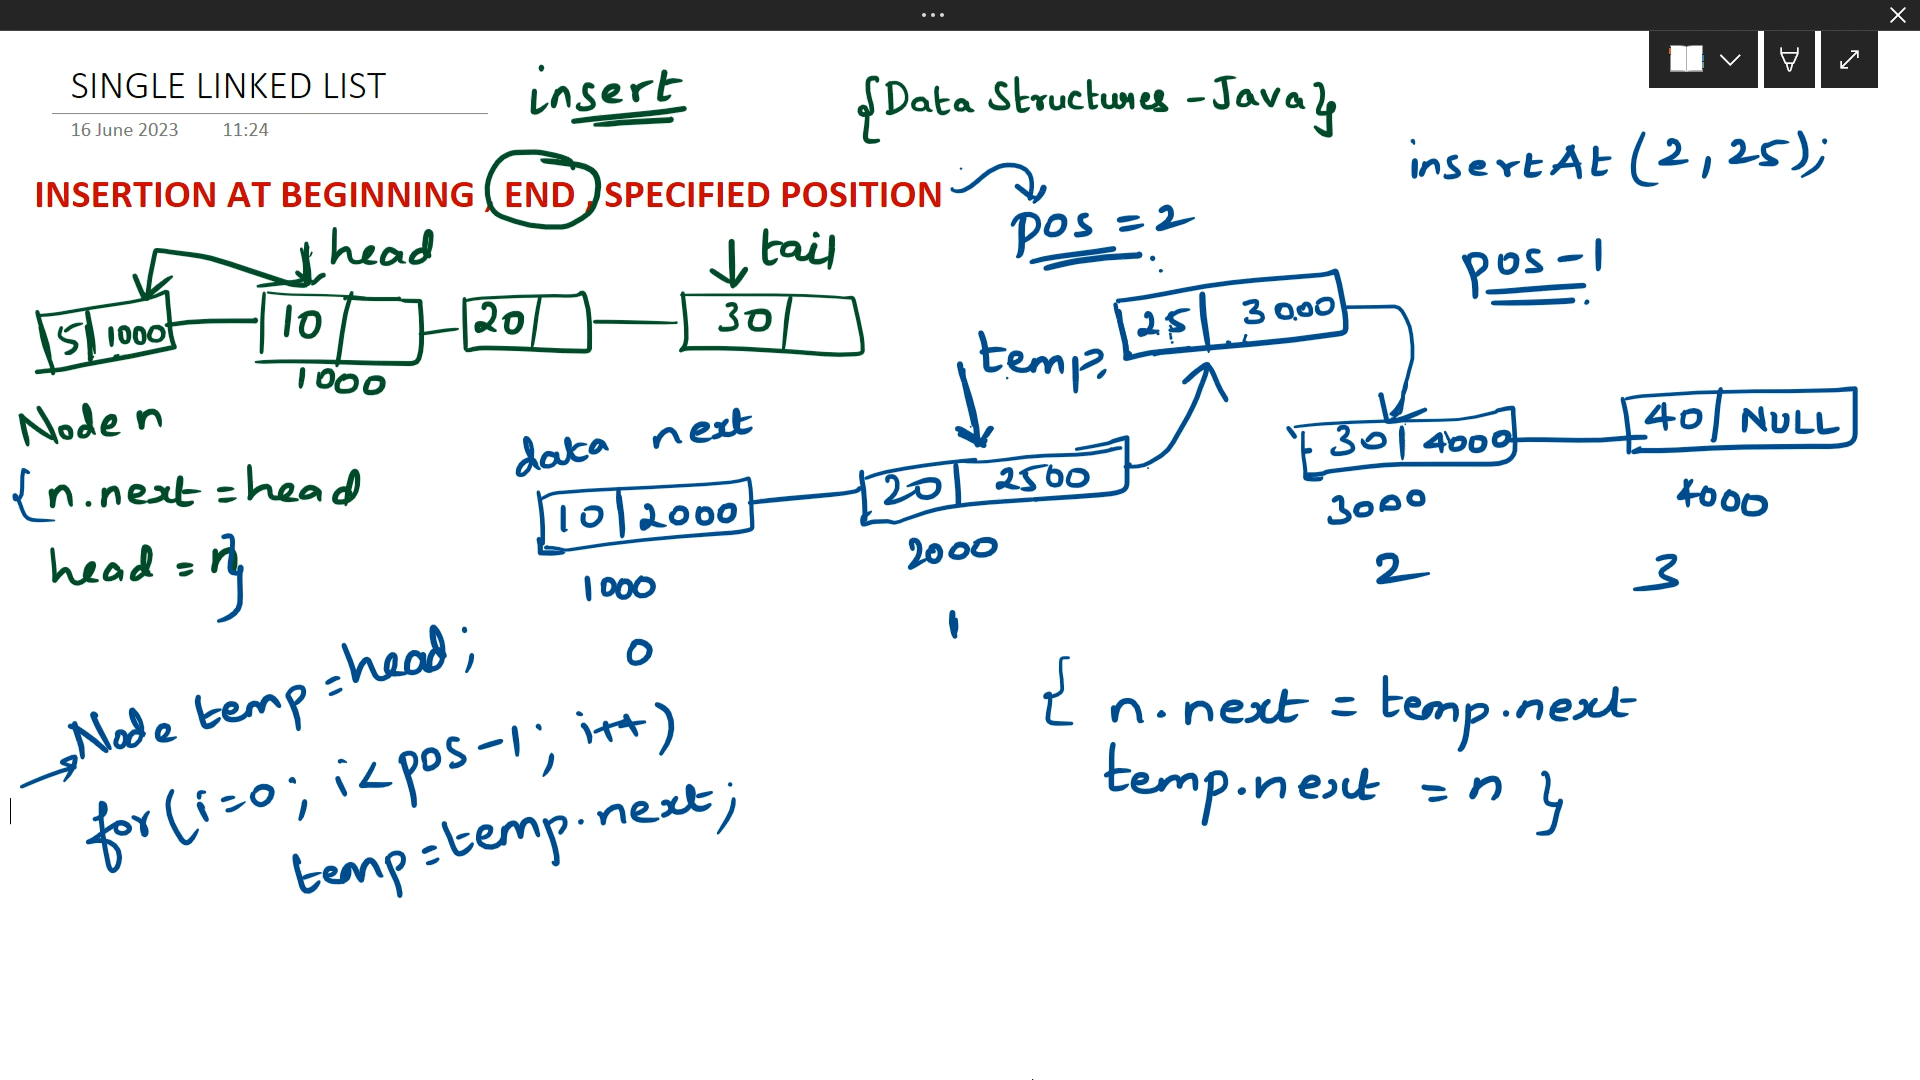 SINGLE LINKED LIST
16 June 2023 11:24
insert
{Data Structures - Java}
insertAt (2, 25);
INSERTION AT BEGINNING , END , SPECIFIED POSITION
pos = 2
pos-1
head
tail
5 1000
10
20
30
1000
25 3000
temp
Node n
{ n.next = head
head = n}
data next
10 2000
20 2500
30 4000
40 NULL
1000
2000
3000
4000
0
1
2
3
Node temp = head;
for(i=0; i<pos-1; i++)
temp = temp.next;
{ n.next = temp.next
temp.next = n }